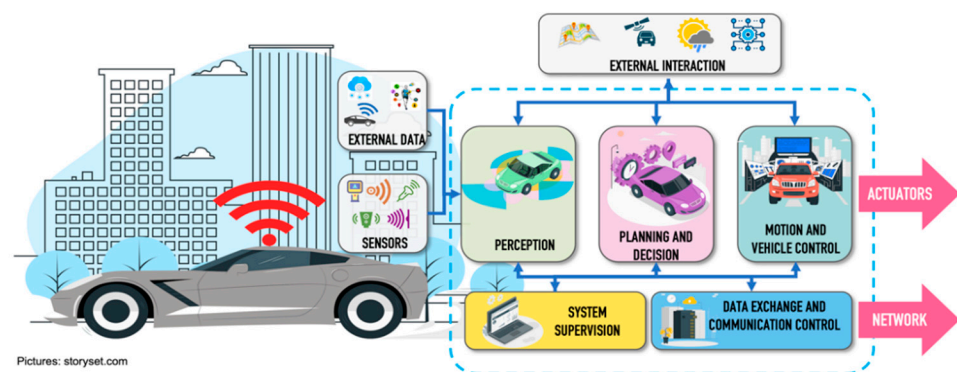 EXTERNAL INTERACTION
EXTERNAL DATA
SENSORS
PERCEPTION
PLANNING AND
DECISION
MOTION AND
VEHICLE CONTROL
ACTUATORS
SYSTEM
SUPERVISION
DATA EXCHANGE AND
COMMUNICATION CONTROL
NETWORK
Pictures: storyset.com